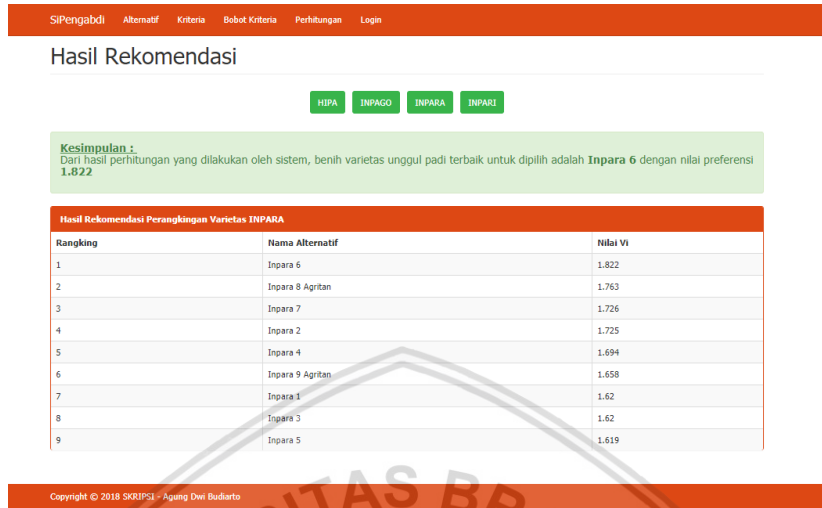 SiPengabdi Alternatif Kriteria Bobot Kriteria Perhitungan Login
Hasil Rekomendasi
HIPA INPAGO INPARA INPARI
Kesimpulan :
Dari hasil perhitungan yang dilakukan oleh sistem, benih varietas unggul padi terbaik untuk dipilih adalah Inpara 6 dengan nilai preferensi
1.822
Hasil Rekomendasi Perangkingan Varietas INPARA
Rangking Nama Alternatif Nilai Vi
1 Inpara 6 1.822
2 Inpara 8 Agritan 1.763
3 Inpara 7 1.726
4 Inpara 2 1.725
5 Inpara 4 1.694
6 Inpara 9 Agritan 1.658
7 Inpara 1 1.62
8 Inpara 3 1.62
9 Inpara 5 1.619
ITAS BR
Copyright © 2018 SKRIPSI - Agung Dwi Budiarto